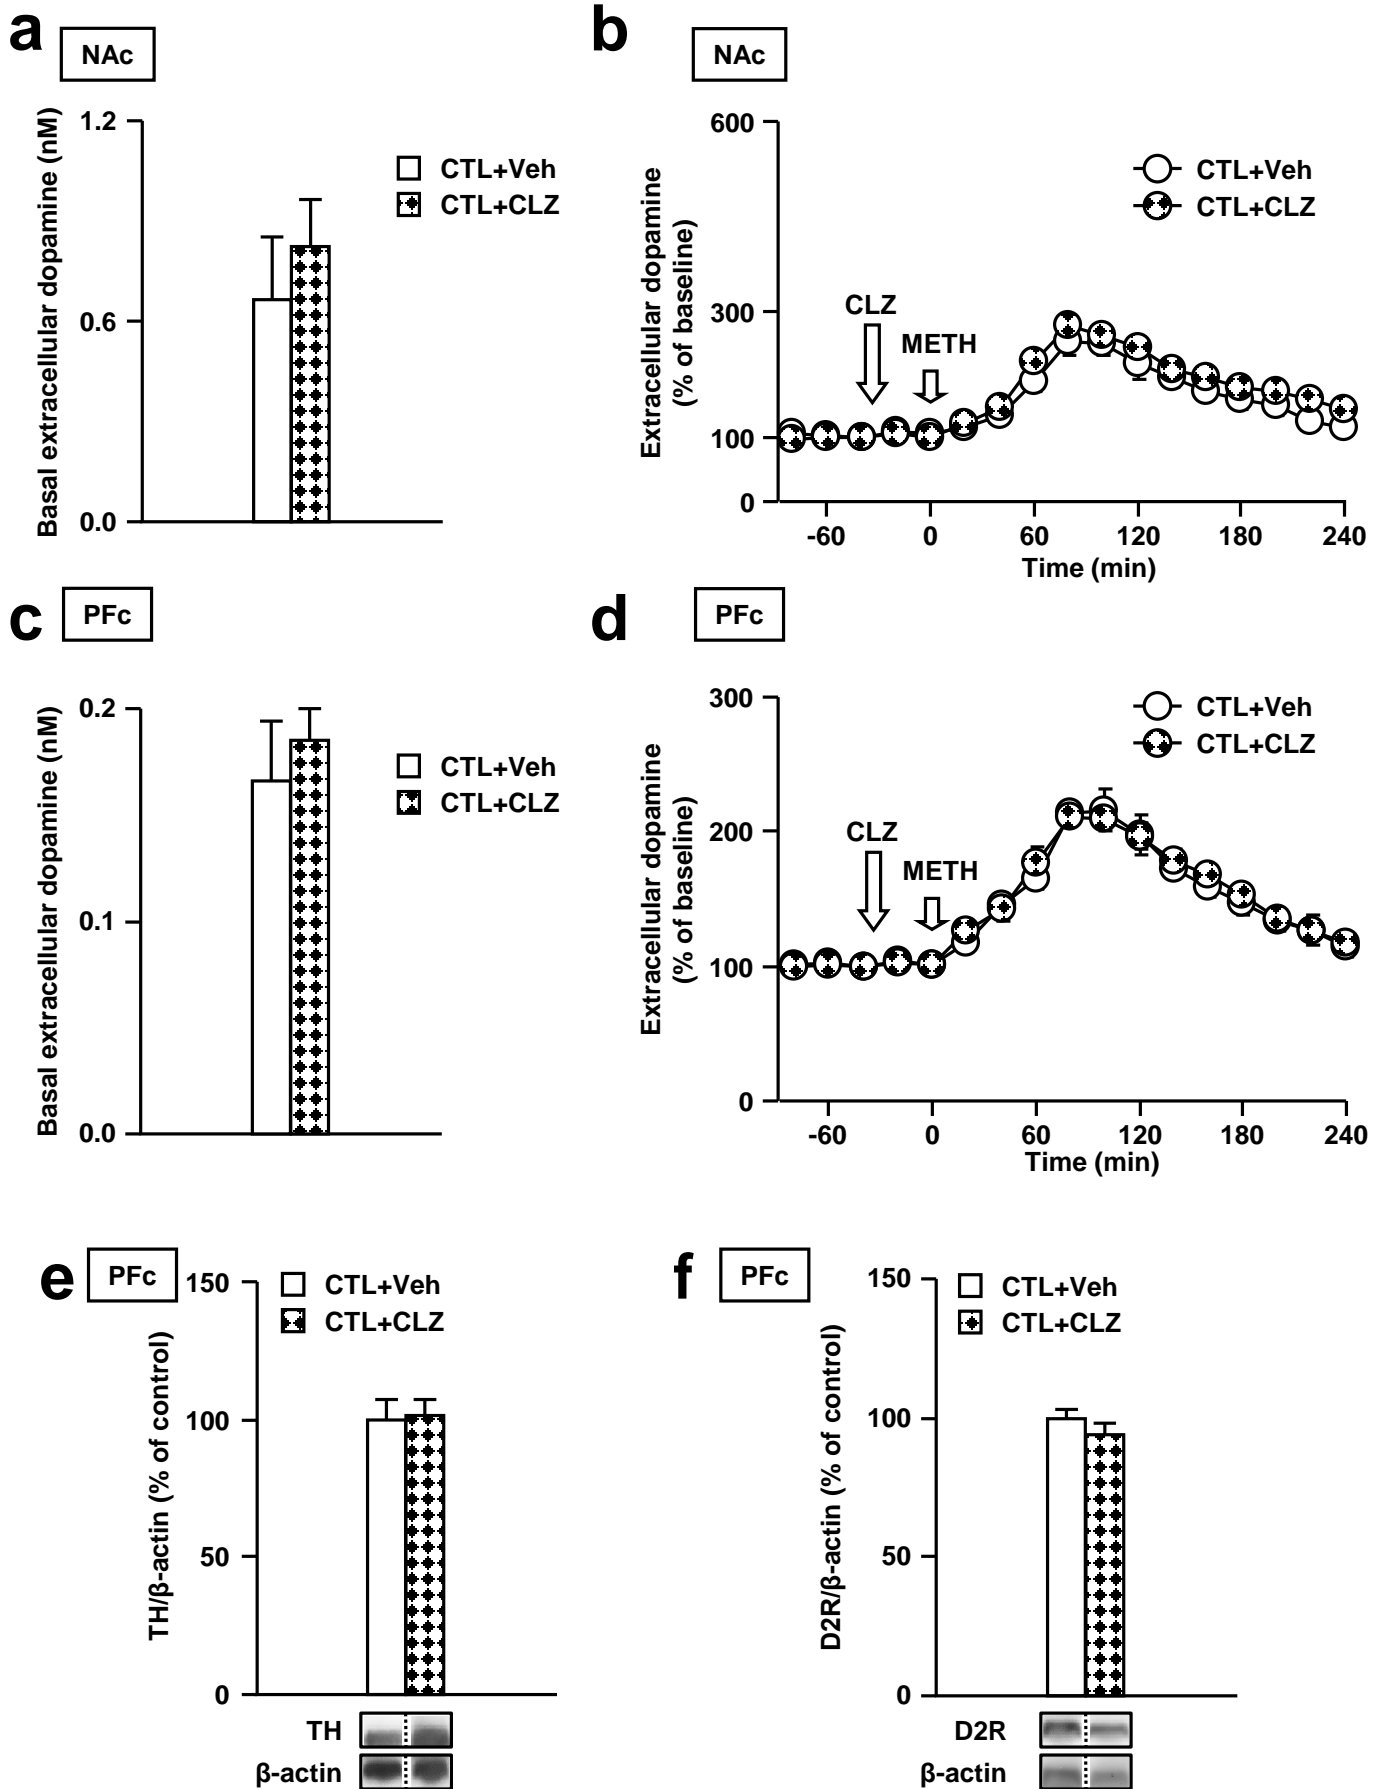 a
NAc
Basal extracellular dopamine (nM)
1.2
0.6
0.0
CTL+Veh
CTL+CLZ
b
NAc
Extracellular dopamine
(% of baseline)
600
300
100
0
CLZ
METH
CTL+Veh
CTL+CLZ
-60 0 60 120 180 240
Time (min)
c
PFc
Basal extracellular dopamine (nM)
0.2
0.1
0.0
CTL+Veh
CTL+CLZ
d
PFc
Extracellular dopamine
(% of baseline)
300
200
100
0
CLZ
METH
CTL+Veh
CTL+CLZ
-60 0 60 120 180 240
Time (min)
e
PFc
TH/β-actin (% of control)
150
100
50
0
CTL+Veh
CTL+CLZ
TH
β-actin
f
PFc
D2R/β-actin (% of control)
150
100
50
0
CTL+Veh
CTL+CLZ
D2R
β-actin